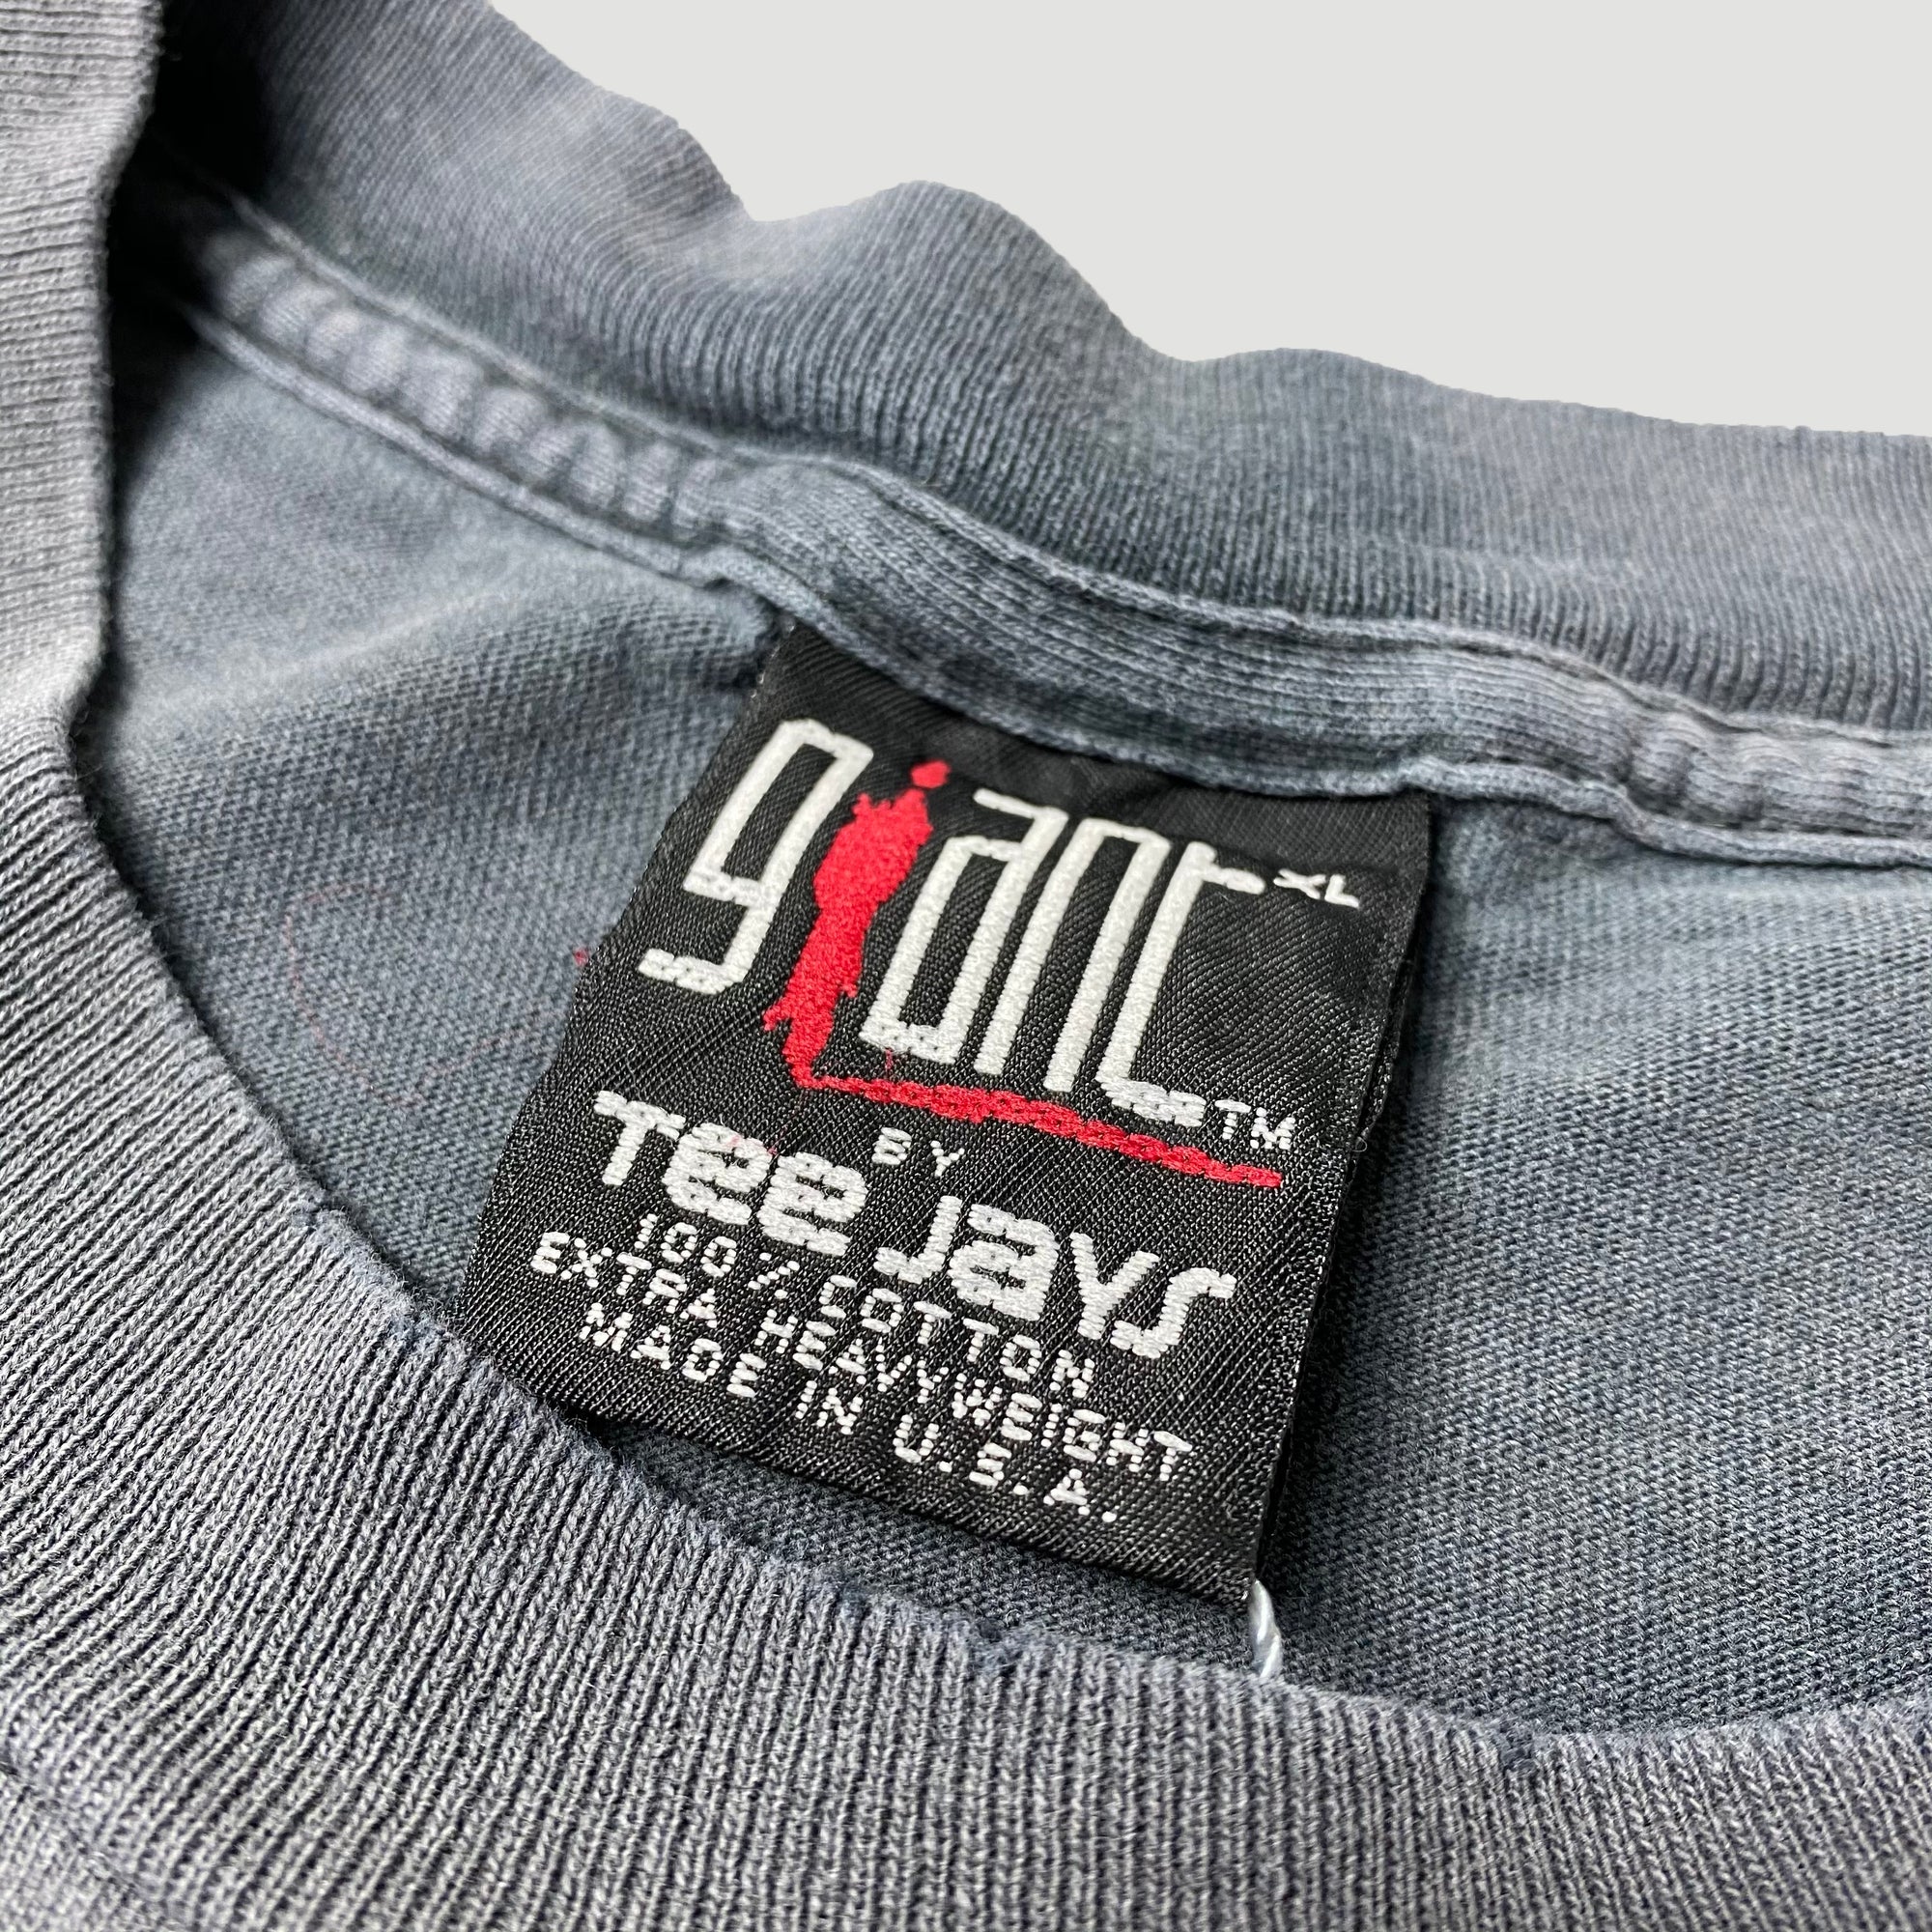 giant XL
TM
BY
Tee Jays
100% COTTON
EXTRA HEAVYWEIGHT
MADE IN U.S.A.